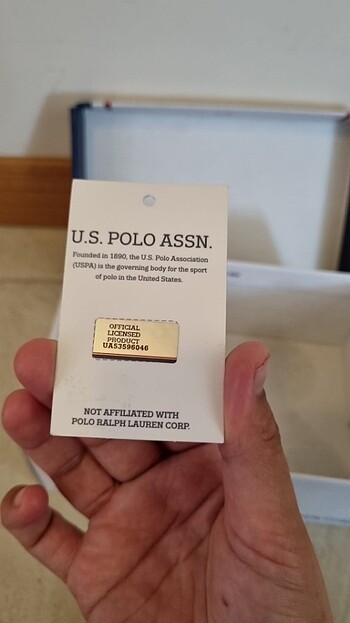 U.S. POLO ASSN.
Founded in 1890, the U.S. Polo Association
(USPA) is the governing body for the sport
of polo in the United States.
OFFICIAL
LICENSED
PRODUCT
UA53596046
NOT AFFILIATED WITH
POLO RALPH LAUREN CORP.